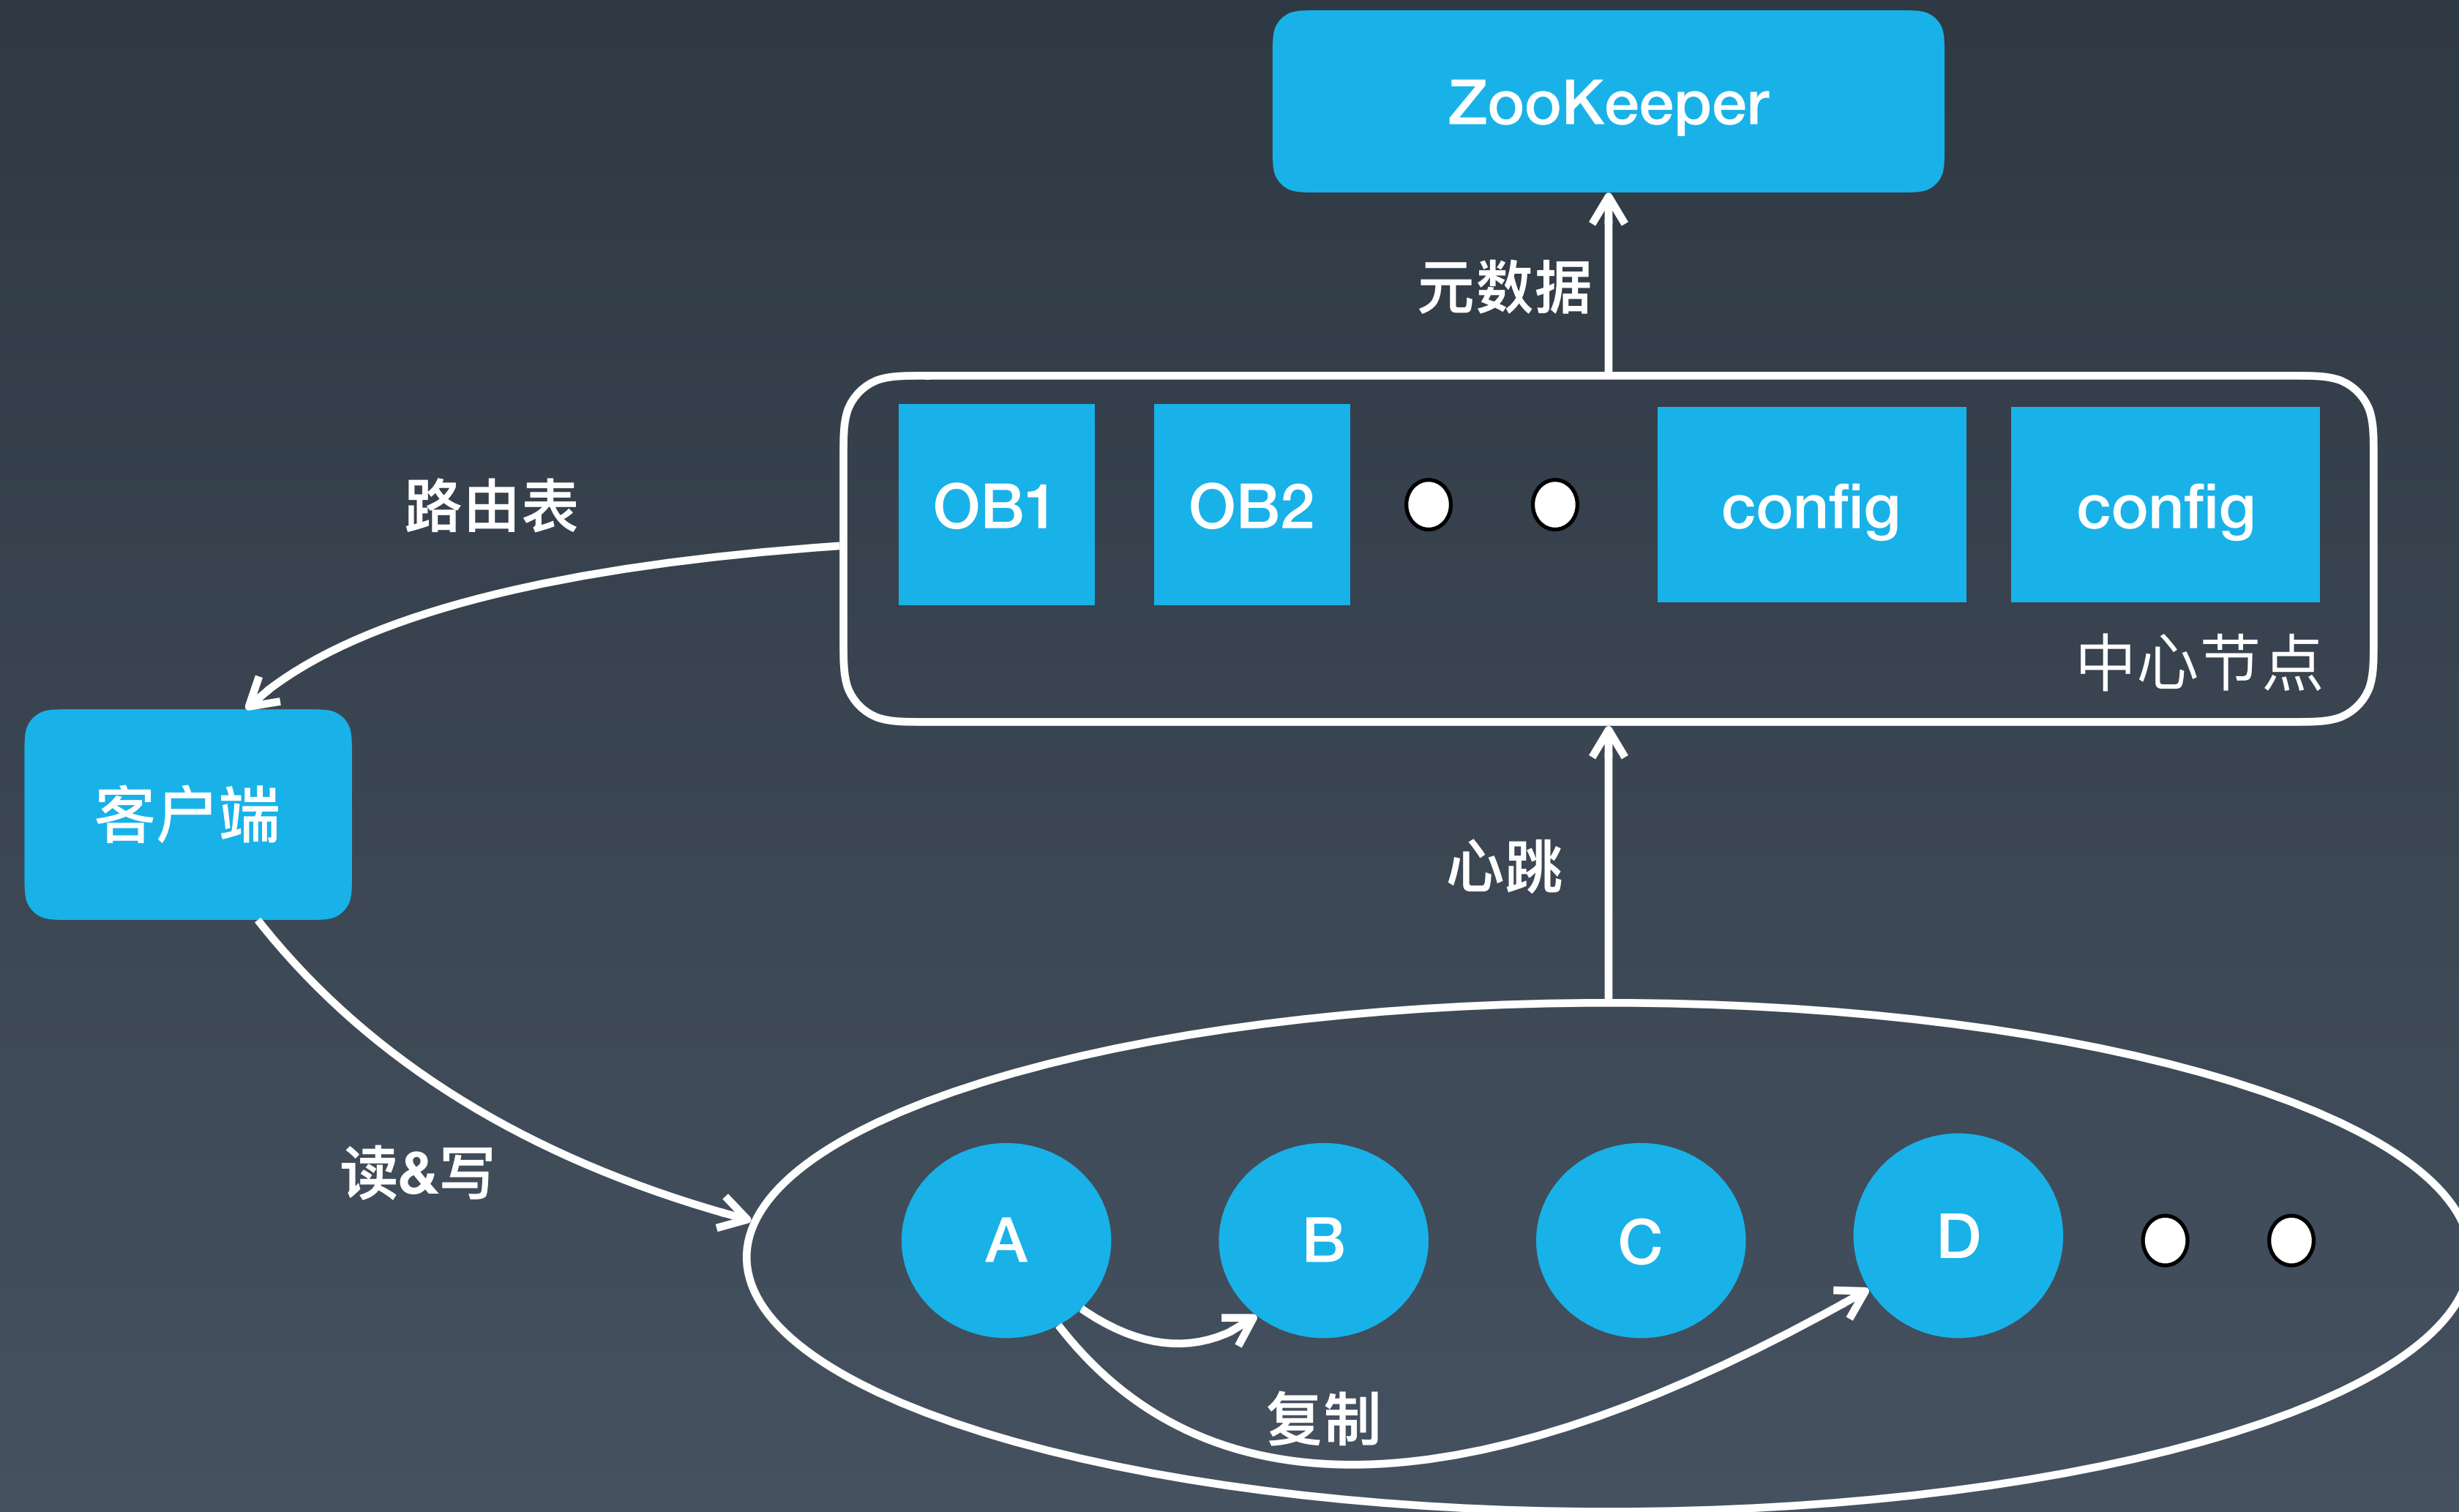 ZooKeeper
元数据
路由表
OB1
OB2
config
config
中心节点
客户端
心跳
读&写
A
B
C
D
复制